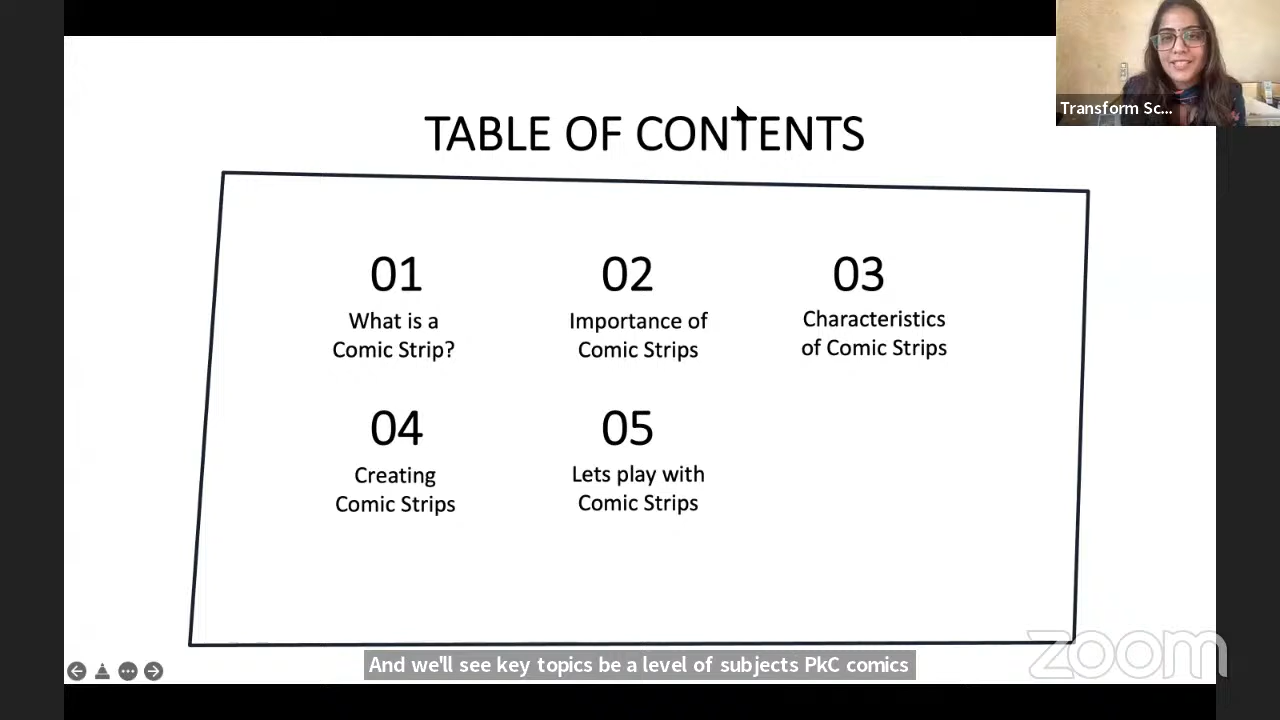 Transform Sc...
TABLE OF CONTENTS
01
What is a
Comic Strip?
02
Importance of
Comic Strips
03
Characteristics
of Comic Strips
04
Creating
Comic Strips
05
Lets play with
Comic Strips
And we'll see key topics be a level of subjects PkC comics
zoom